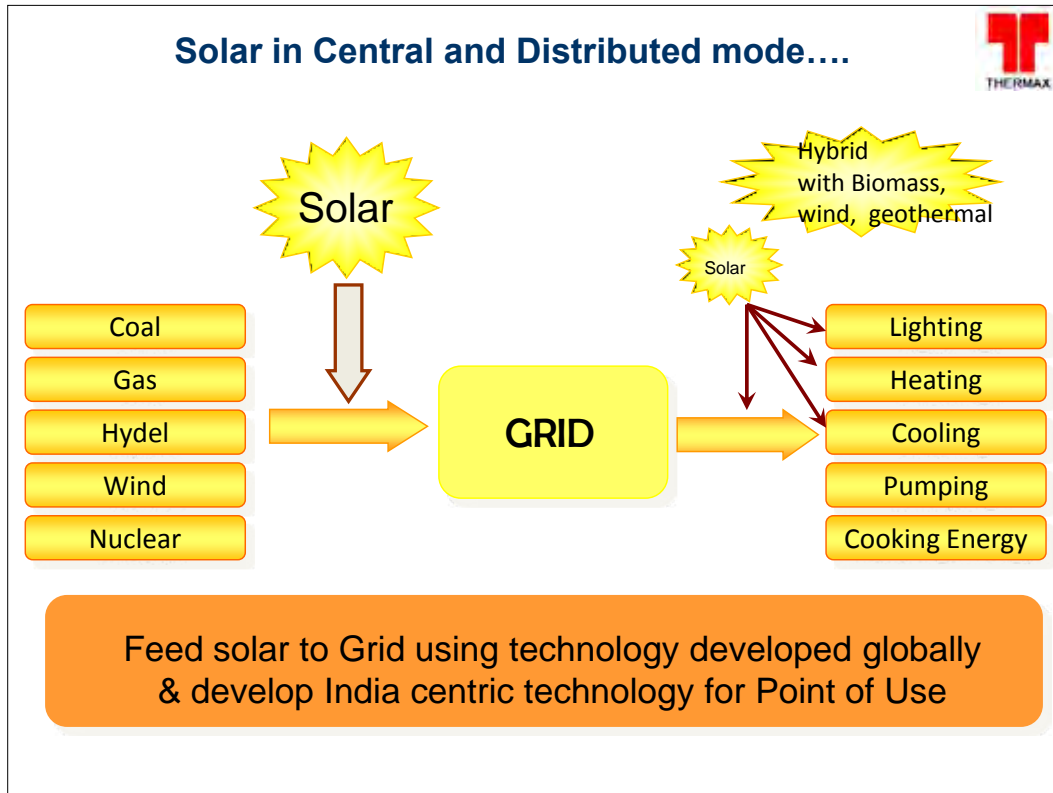 Solar in Central and Distributed mode….
THERMAX
Hybrid
with Biomass,
wind, geothermal
Solar
Solar
Coal
Gas
Hydel
Wind
Nuclear
GRID
Lighting
Heating
Cooling
Pumping
Cooking Energy
Feed solar to Grid using technology developed globally
& develop India centric technology for Point of Use